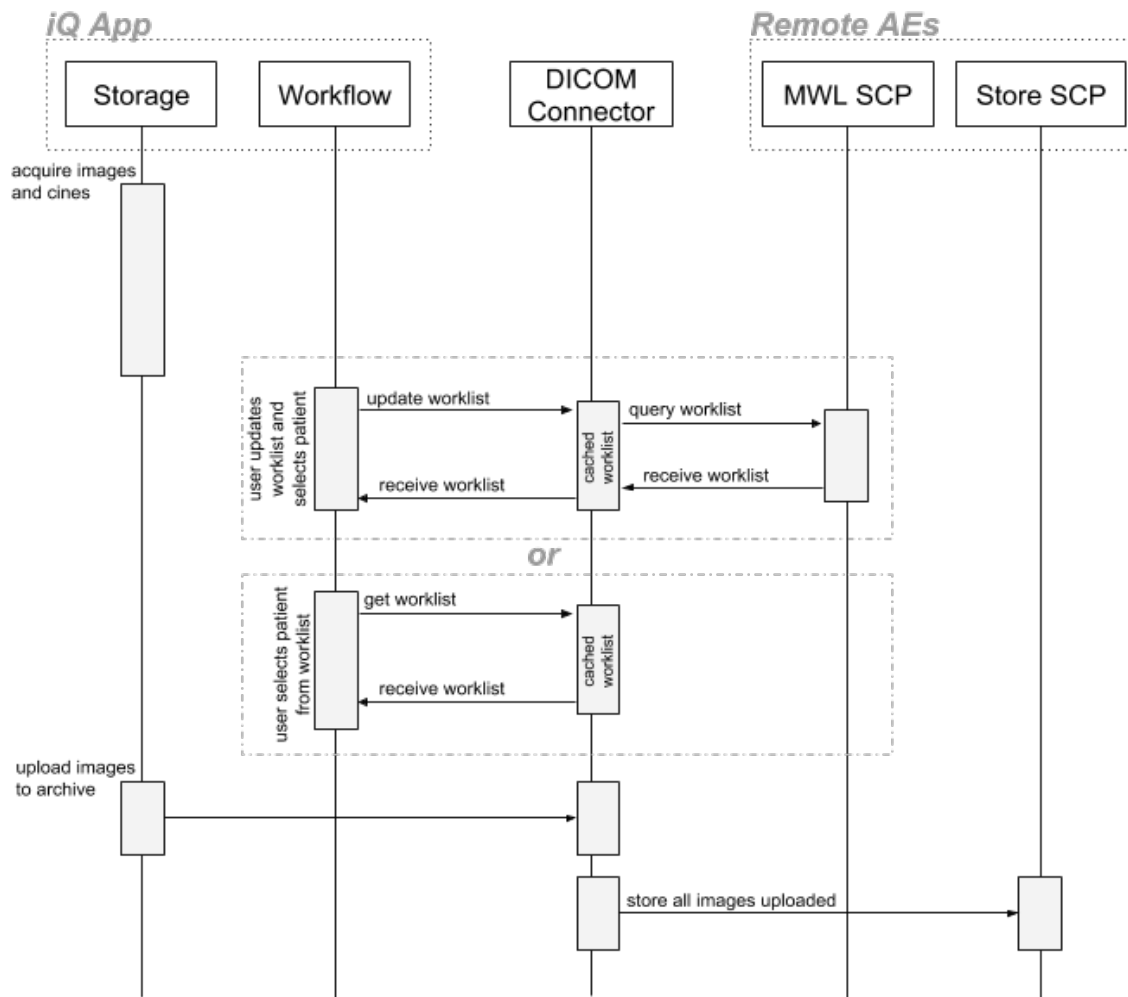 iQ App
Remote AEs
Storage
Workflow
DICOM
Connector
MWL SCP
Store SCP
acquire images
and cines
user updates
worklist and
selects patient
update worklist
cached
worklist
query worklist
receive worklist
receive worklist
or
user selects patient
from worklist
get worklist
cached
worklist
receive worklist
upload images
to archive
store all images uploaded